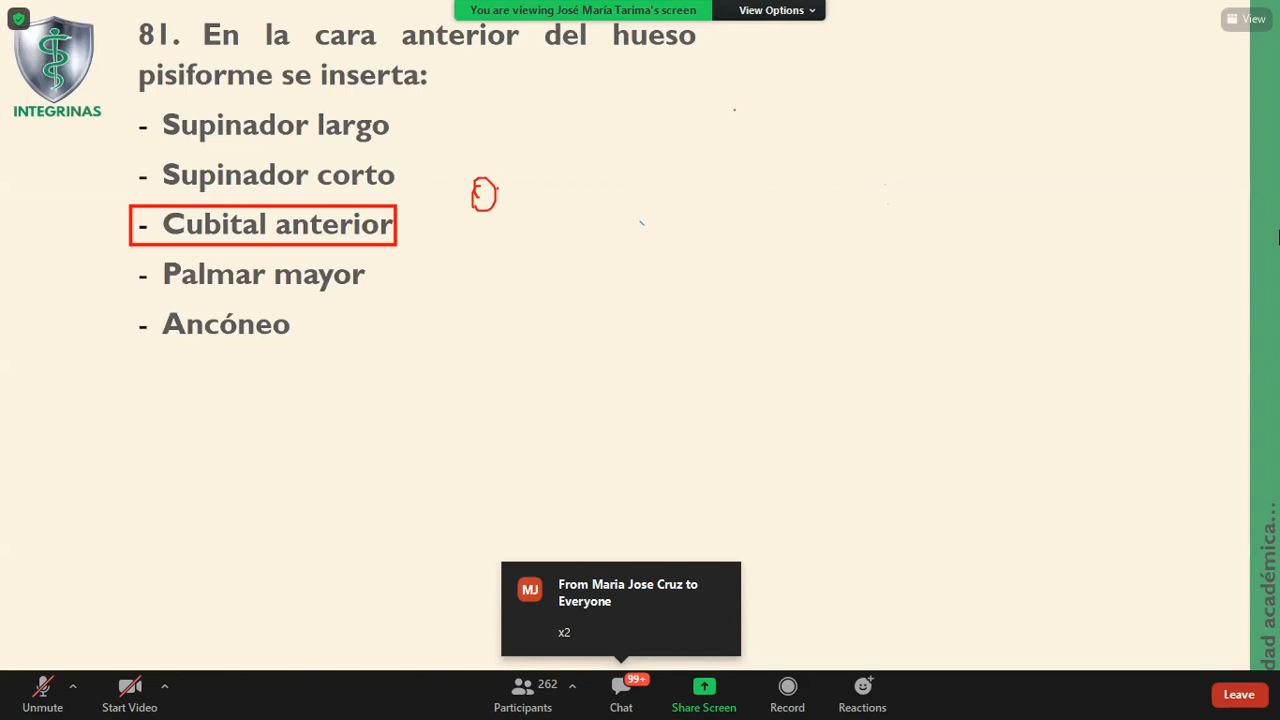 You are viewing José María Tarima's screen
View Options
View
INTEGRINAS
81. En la cara anterior del hueso
pisiforme se inserta:
- Supinador largo
- Supinador corto
- Cubital anterior
- Palmar mayor
- Ancóneo
dad académica...
MJ
From Maria Jose Cruz to
Everyone
x2
Unmute
Start Video
262
Participants
99+
Chat
Share Screen
Record
Reactions
Leave